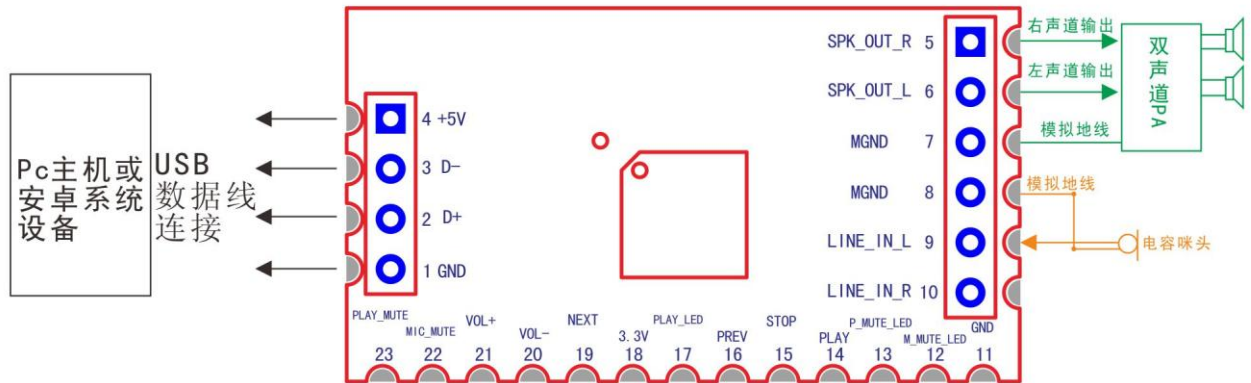 Pc主机或
安卓系统
设备
USB
数据线
连接
4 +5V
3 D-
2 D+
1 GND
SPK_OUT_R 5
SPK_OUT_L 6
MGND 7
MGND 8
LINE_IN_L 9
LINE_IN_R 10
右声道输出
左声道输出
模拟地线
双声道PA
模拟地线
电容咪头
PLAY_MUTE
23
MIC_MUTE
22
VOL+
21
VOL-
20
NEXT
19
3.3V
18
PLAY_LED
17
PREV
16
STOP
15
PLAY
14
P_MUTE_LED
13
M_MUTE_LED
12
GND
11